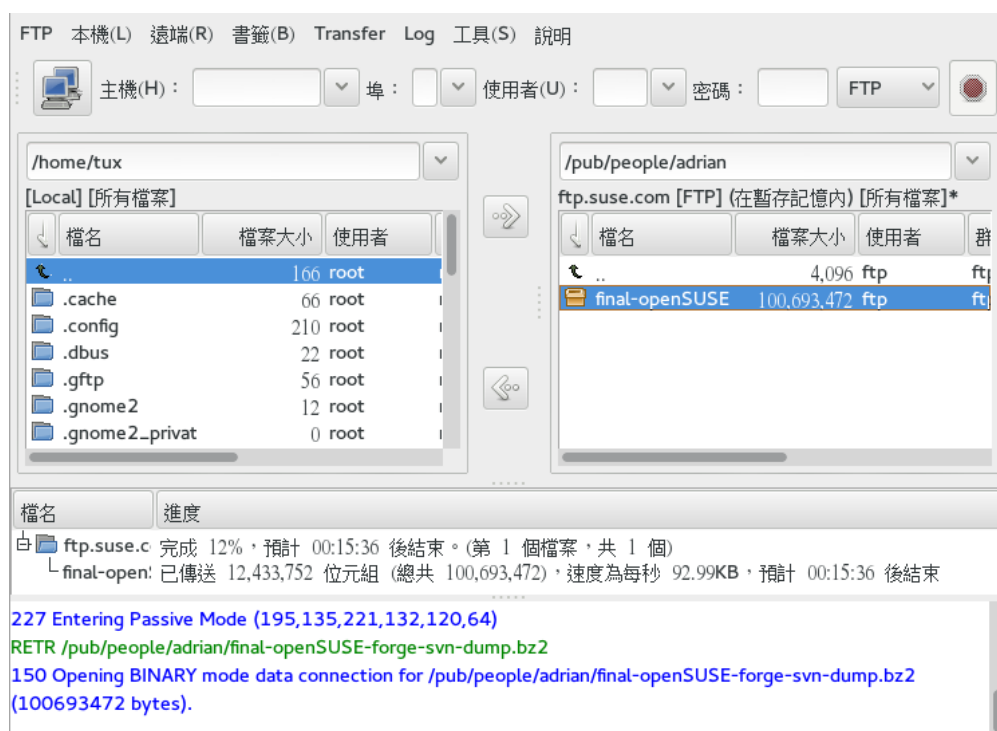 FTP 本機(L) 遠端(R) 書籤(B) Transfer Log 工具(S) 說明
主機(H)： 埠： 使用者(U)： 密碼： FTP
/home/tux
[Local] [所有檔案]
檔名 檔案大小 使用者
.. 166 root
.cache 66 root
.config 210 root
.dbus 22 root
.gftp 56 root
.gnome2 12 root
.gnome2_privat 0 root
/pub/people/adrian
ftp.suse.com [FTP] (在暫存記憶內) [所有檔案]*
檔名 檔案大小 使用者 群
.. 4,096 ftp ft
final-openSUSE 100,693,472 ftp ft
檔名 進度
ftp.suse.c 完成 12%，預計 00:15:36 後結束。(第 1 個檔案，共 1 個)
final-open 已傳送 12,433,752 位元組 (總共 100,693,472)，速度為每秒 92.99KB，預計 00:15:36 後結束
227 Entering Passive Mode (195,135,221,132,120,64)
RETR /pub/people/adrian/final-openSUSE-forge-svn-dump.bz2
150 Opening BINARY mode data connection for /pub/people/adrian/final-openSUSE-forge-svn-dump.bz2
(100693472 bytes).